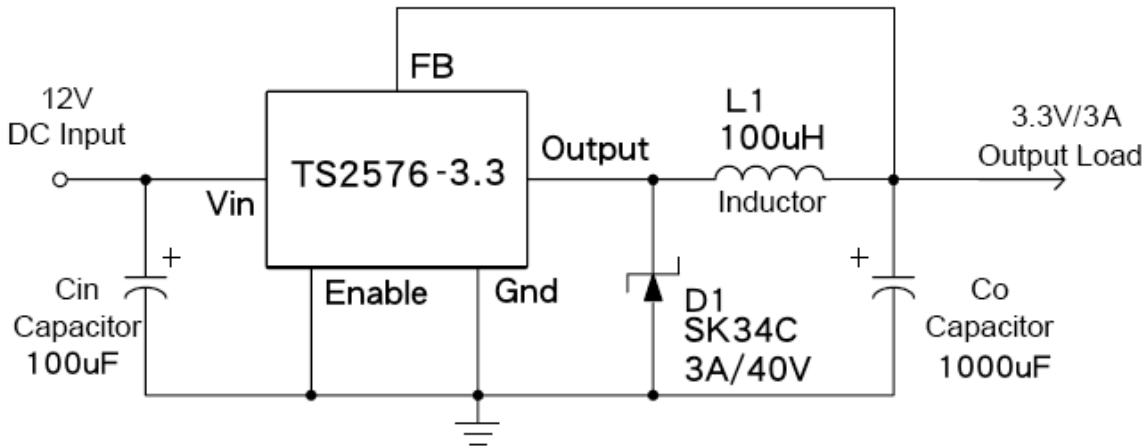 FB
12V
DC Input
L1
100uH
3.3V/3A
Output Load
TS2576-3.3
Output
Vin
Inductor
+
Enable
Gnd
+
Cin
Capacitor
100uF
D1
SK34C
3A/40V
Co
Capacitor
1000uF